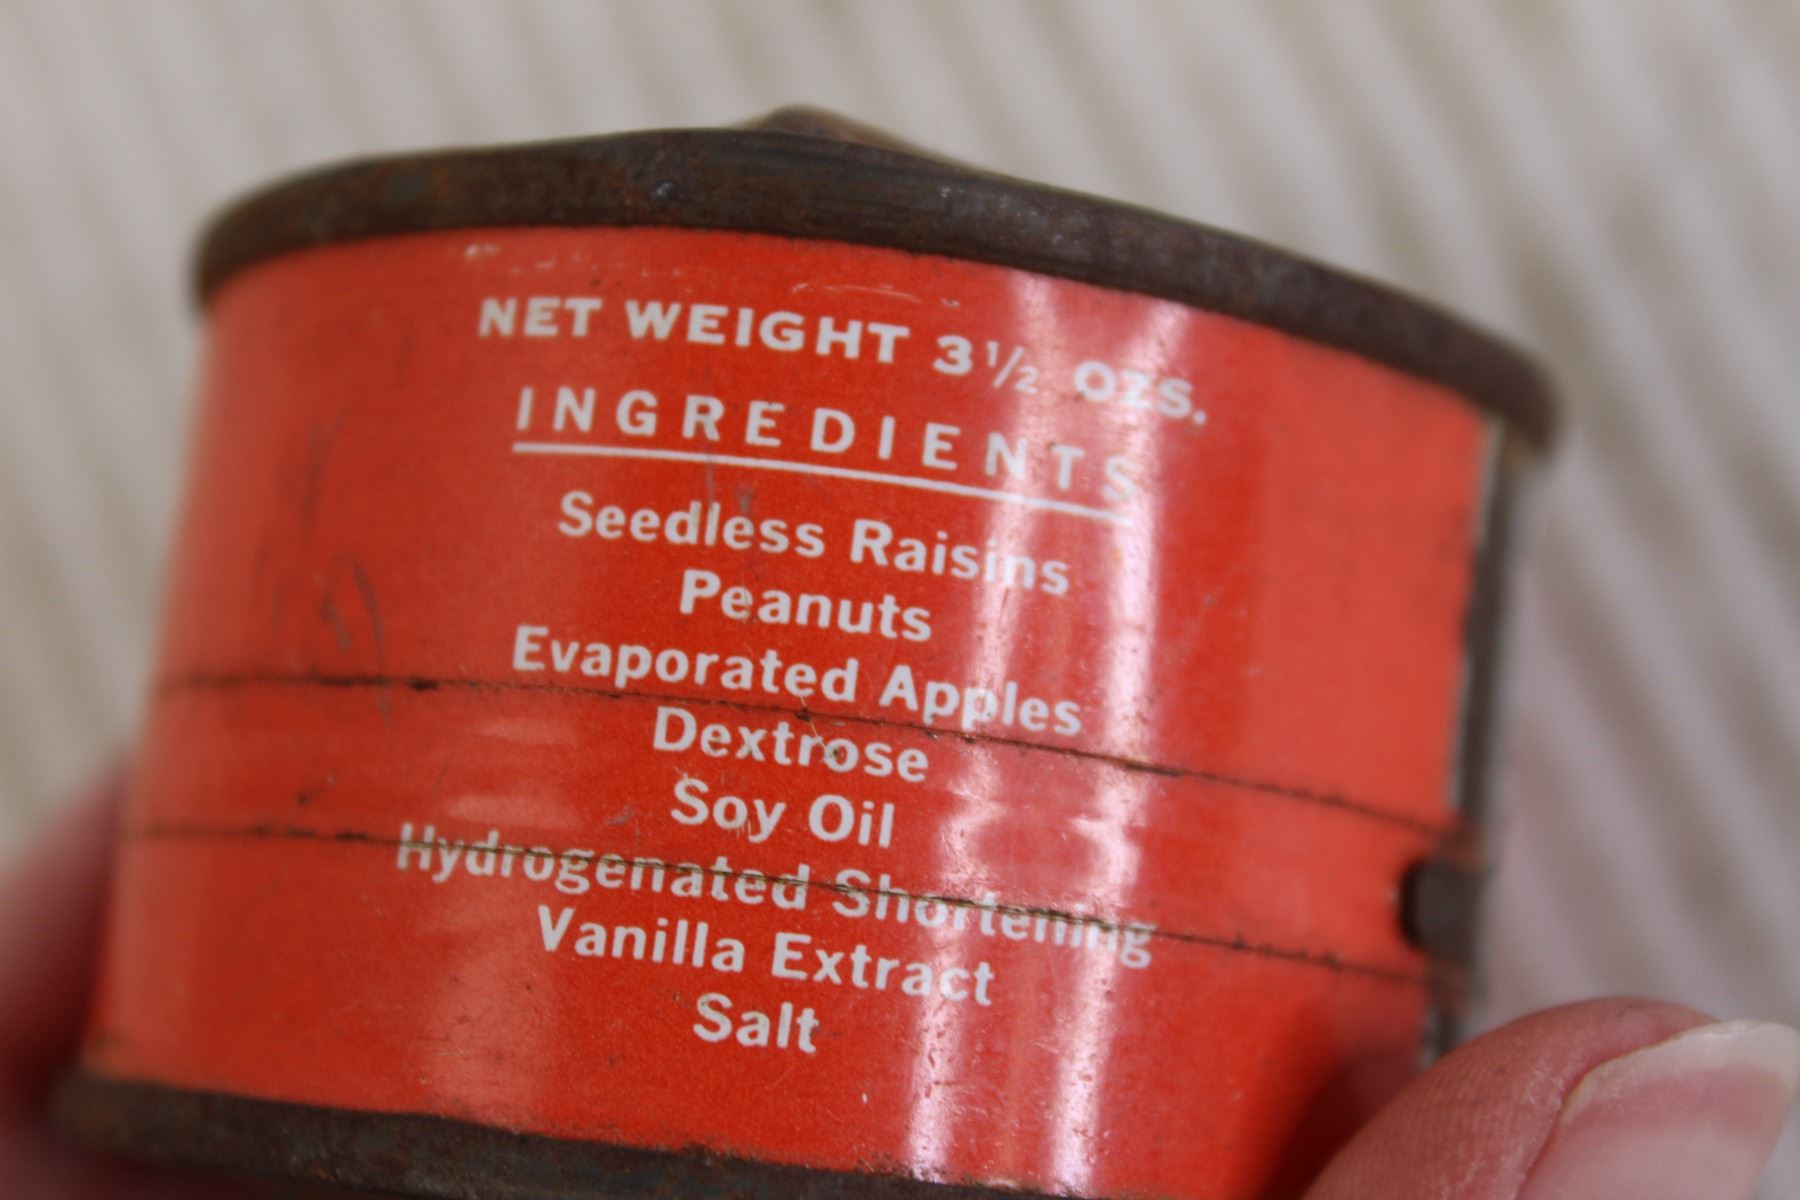 NET WEIGHT 3½ OZS.
INGREDIENTS
Seedless Raisins
Peanuts
Evaporated Apples
Dextrose
Soy Oil
Hydrogenated Shortening
Vanilla Extract
Salt